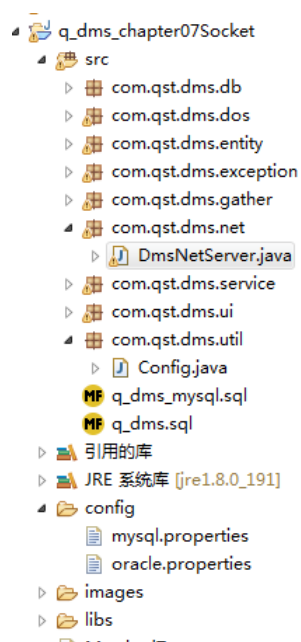 q_dms_chapter07Socket
src
com.qst.dms.db
com.qst.dms.dos
com.qst.dms.entity
com.qst.dms.exception
com.qst.dms.gather
com.qst.dms.net
DmsNetServer.java
com.qst.dms.service
com.qst.dms.ui
com.qst.dms.util
Config.java
MF q_dms_mysql.sql
MF q_dms.sql
引用的库
JRE 系统库 [jre1.8.0_191]
config
mysql.properties
oracle.properties
images
libs